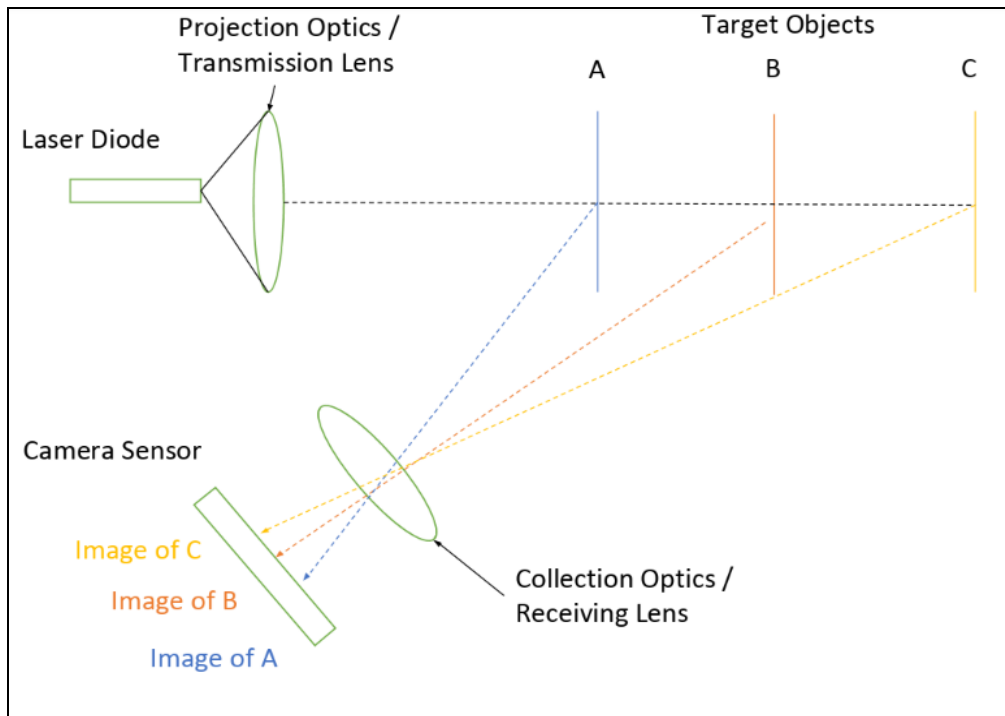 Projection Optics /
Transmission Lens
Target Objects
A
B
C
Laser Diode
Camera Sensor
Image of C
Image of B
Image of A
Collection Optics /
Receiving Lens